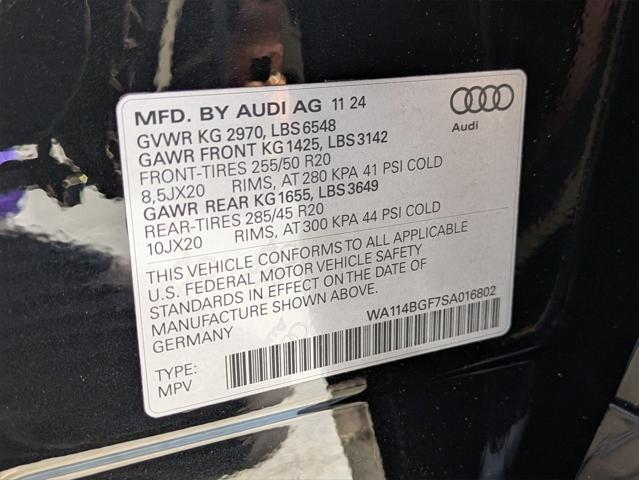 MFD. BY AUDI AG 11 24
Audi
GVWR KG 2970, LBS 6548
GAWR FRONT KG 1425, LBS 3142
FRONT-TIRES 255/50 R20
8,5JX20 RIMS, AT 280 KPA 41 PSI COLD
GAWR REAR KG 1655, LBS 3649
REAR-TIRES 285/45 R20
10JX20 RIMS, AT 300 KPA 44 PSI COLD
THIS VEHICLE CONFORMS TO ALL APPLICABLE
U.S. FEDERAL MOTOR VEHICLE SAFETY
STANDARDS IN EFFECT ON THE DATE OF
MANUFACTURE SHOWN ABOVE.
GERMANY
WA114BGF7SA016802
TYPE:
MPV